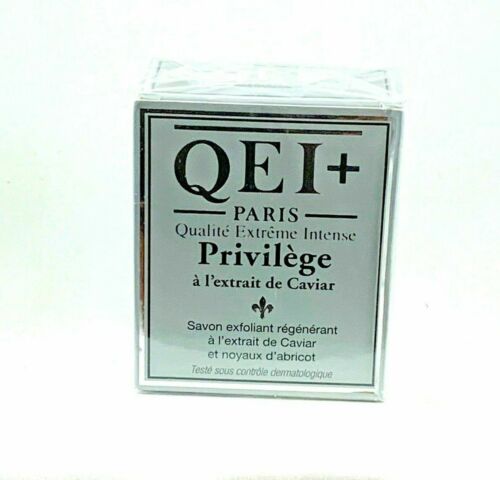 QEI+
PARIS
Qualité Extrême Intense
Privilège
à l'extrait de Caviar
Savon exfoliant régénérant
à l'extrait de Caviar
et noyaux d'abricot
Testé sous contrôle dermatologique